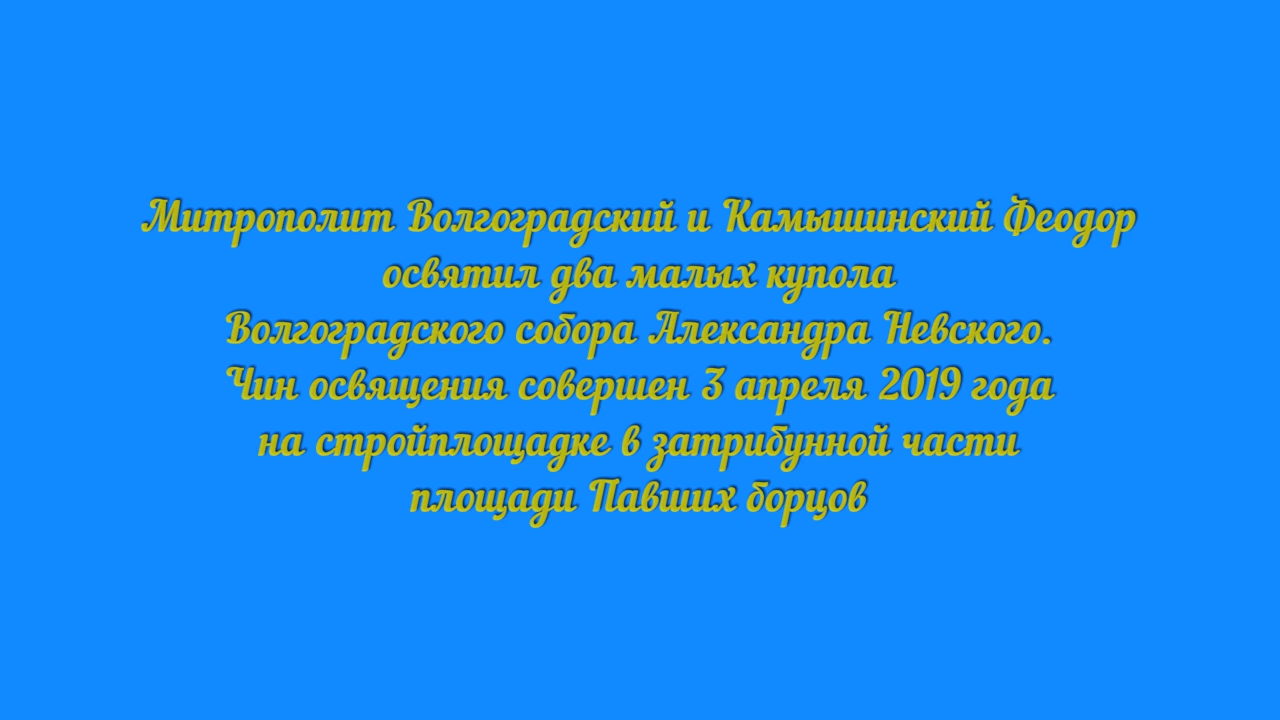 Митрополит Волгоградский и Камышинский Феодор
освятил два малых купола
Волгоградского собора Александра Невского.
Чин освящения совершен 3 апреля 2019 года
на стройплощадке в затрибунной части
площади Павших борцов